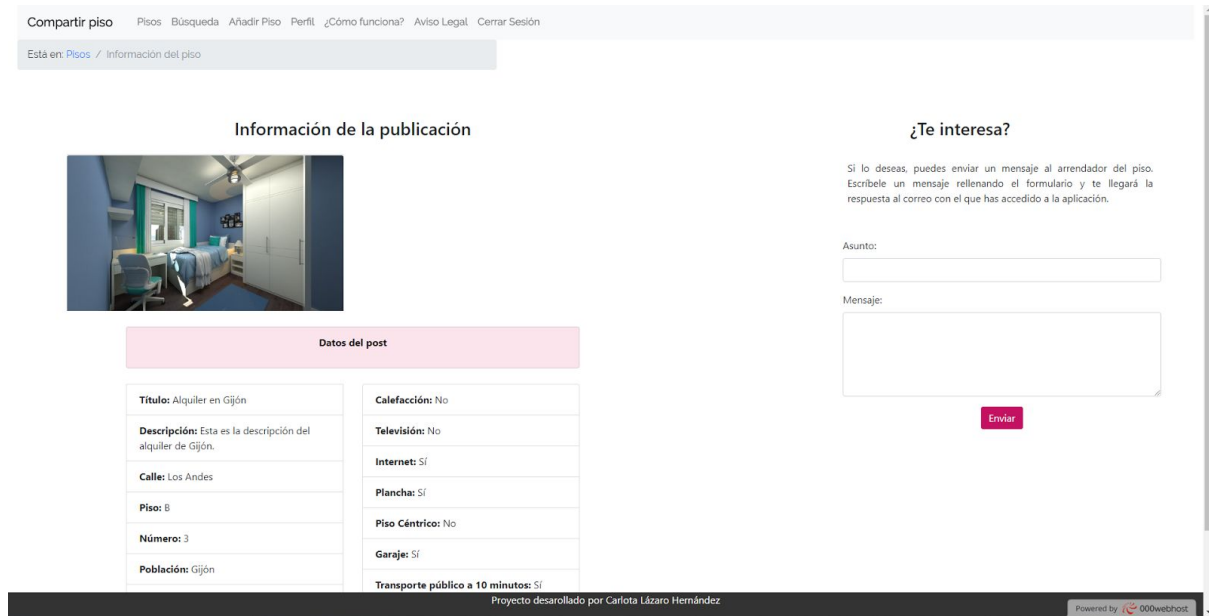 Compartir piso Pisos Búsqueda Añadir Piso Perfil ¿Cómo funciona? Aviso Legal Cerrar Sesión
Está en: Pisos / Información del piso
Información de la publicación
Datos del post
Título: Alquiler en Gijón
Descripción: Esta es la descripción del
alquiler de Gijón.
Calle: Los Andes
Piso: B
Número: 3
Población: Gijón
Calefacción: No
Televisión: No
Internet: Sí
Plancha: Sí
Piso Céntrico: No
Garaje: Sí
Transporte público a 10 minutos: Sí
¿Te interesa?
Si lo deseas, puedes enviar un mensaje al arrendador del piso.
Escríbele un mensaje rellenando el formulario y te llegará la
respuesta al correo con el que has accedido a la aplicación.
Asunto:
Mensaje:
Enviar
Proyecto desarollado por Carlota Lázaro Hernández
Powered by 000webhost